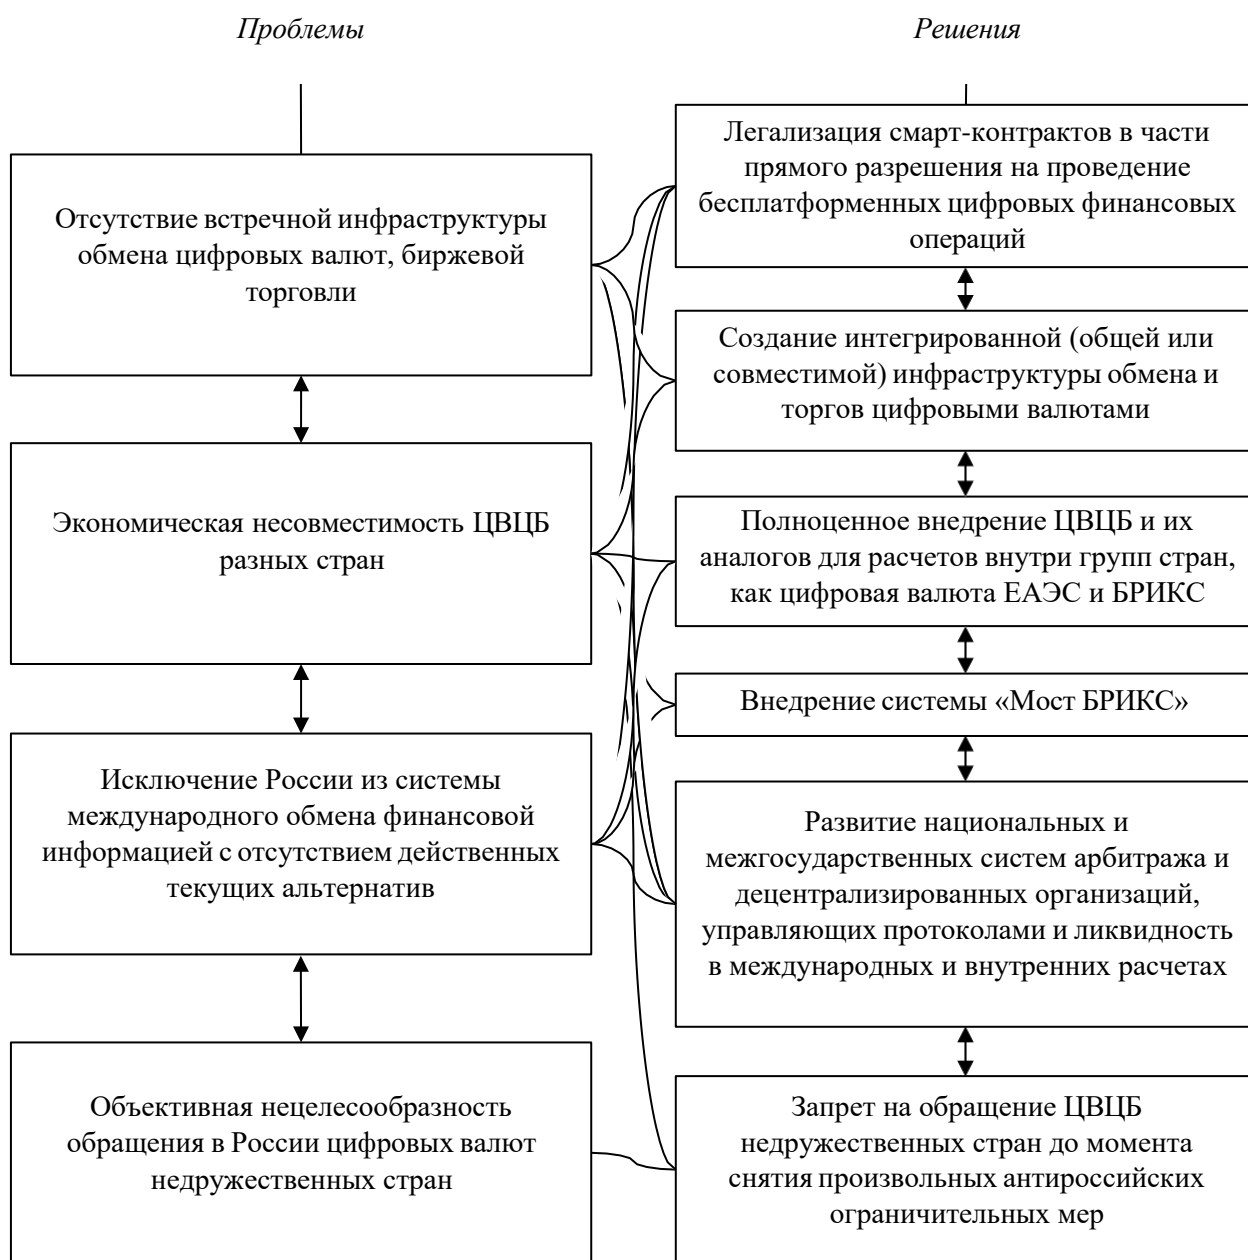 Проблемы
Решения
Отсутствие встречной инфраструктуры
обмена цифровых валют, биржевой
торговли
Экономическая несовместимость ЦВЦБ
разных стран
Исключение России из системы
международного обмена финансовой
информацией с отсутствием действенных
текущих альтернатив
Объективная нецелесообразность
обращения в России цифровых валют
недружественных стран
Легализация смарт-контрактов в части
прямого разрешения на проведение
бесплатформенных цифровых финансовых
операций
Создание интегрированной (общей или
совместимой) инфраструктуры обмена и
торгов цифровыми валютами
Полноценное внедрение ЦВЦБ и их
аналогов для расчетов внутри групп стран,
как цифровая валюта ЕАЭС и БРИКС
Внедрение системы «Мост БРИКС»
Развитие национальных и
межгосударственных систем арбитража и
децентрализированных организаций,
управляющих протоколами и ликвидность
в международных и внутренних расчетах
Запрет на обращение ЦВЦБ
недружественных стран до момента
снятия произвольных антироссийских
ограничительных мер